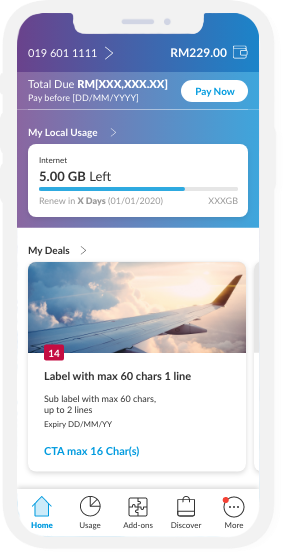 019 601 1111
RM229.00
Total Due RM[XXX,XXX.XX]
Pay before [DD/MM/YYYY]
Pay Now
My Local Usage
Internet
5.00 GB Left
Renew in X Days (01/01/2020)
XXXGB
My Deals
14
Label with max 60 chars 1 line
Sub label with max 60 chars,
up to 2 lines
Expiry DD/MM/YY
CTA max 16 Char(s)
Home
Usage
Add-ons
Discover
More